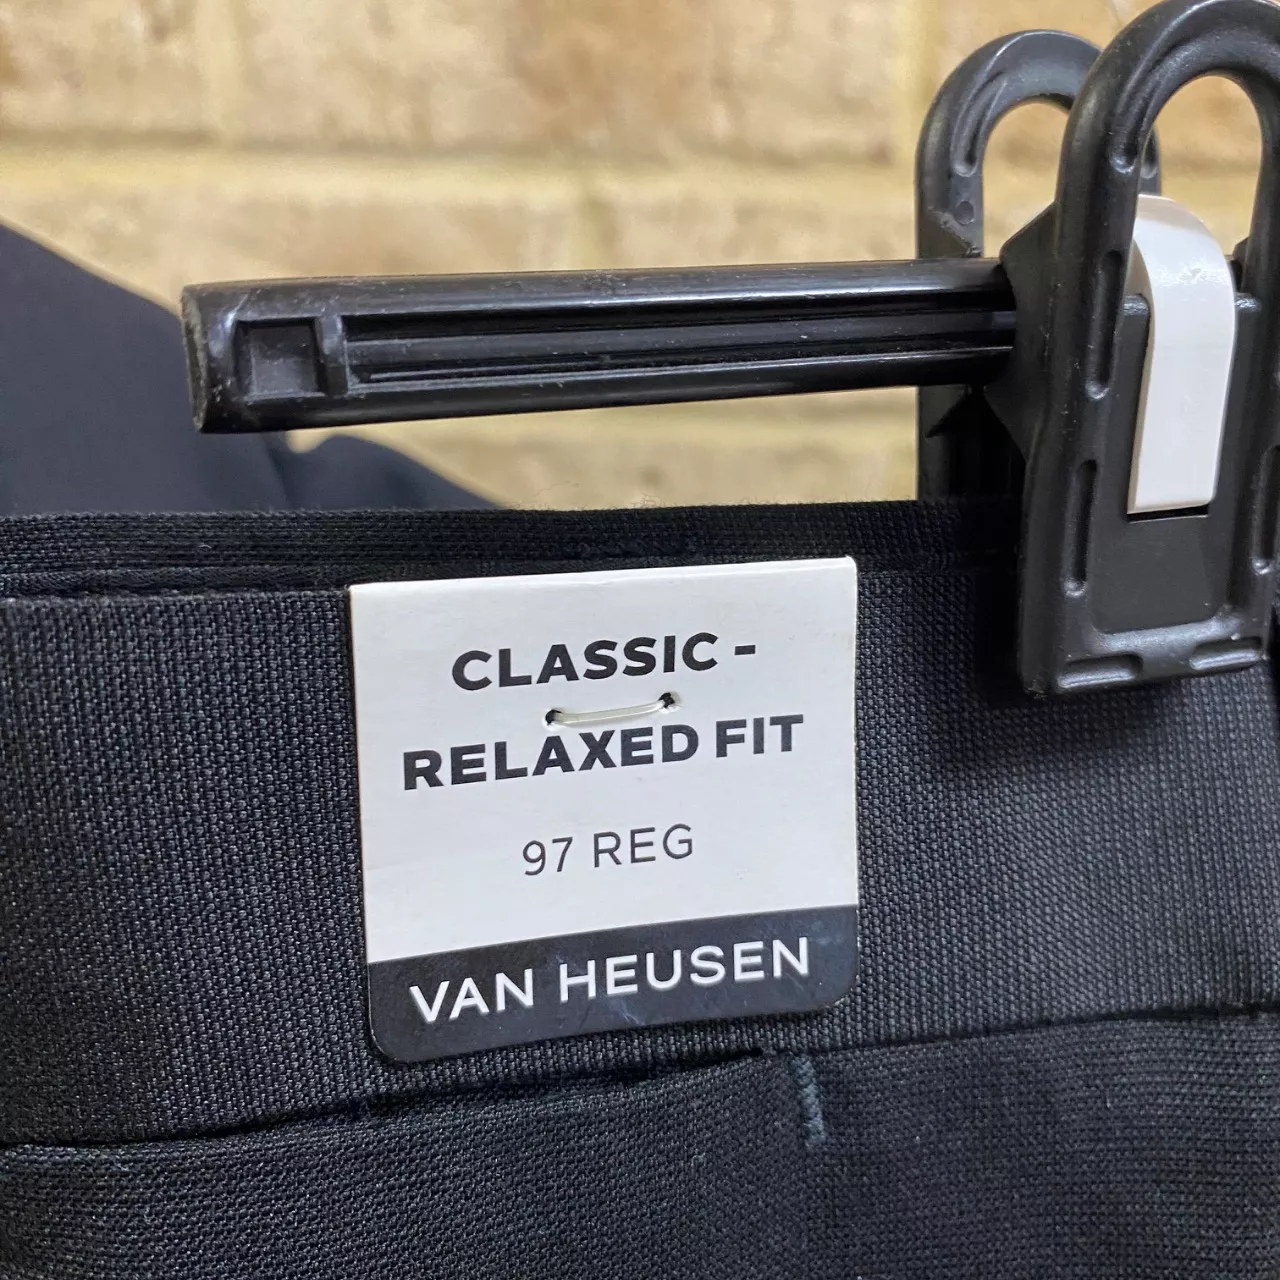 CLASSIC -
RELAXED FIT
97 REG
VAN HEUSEN